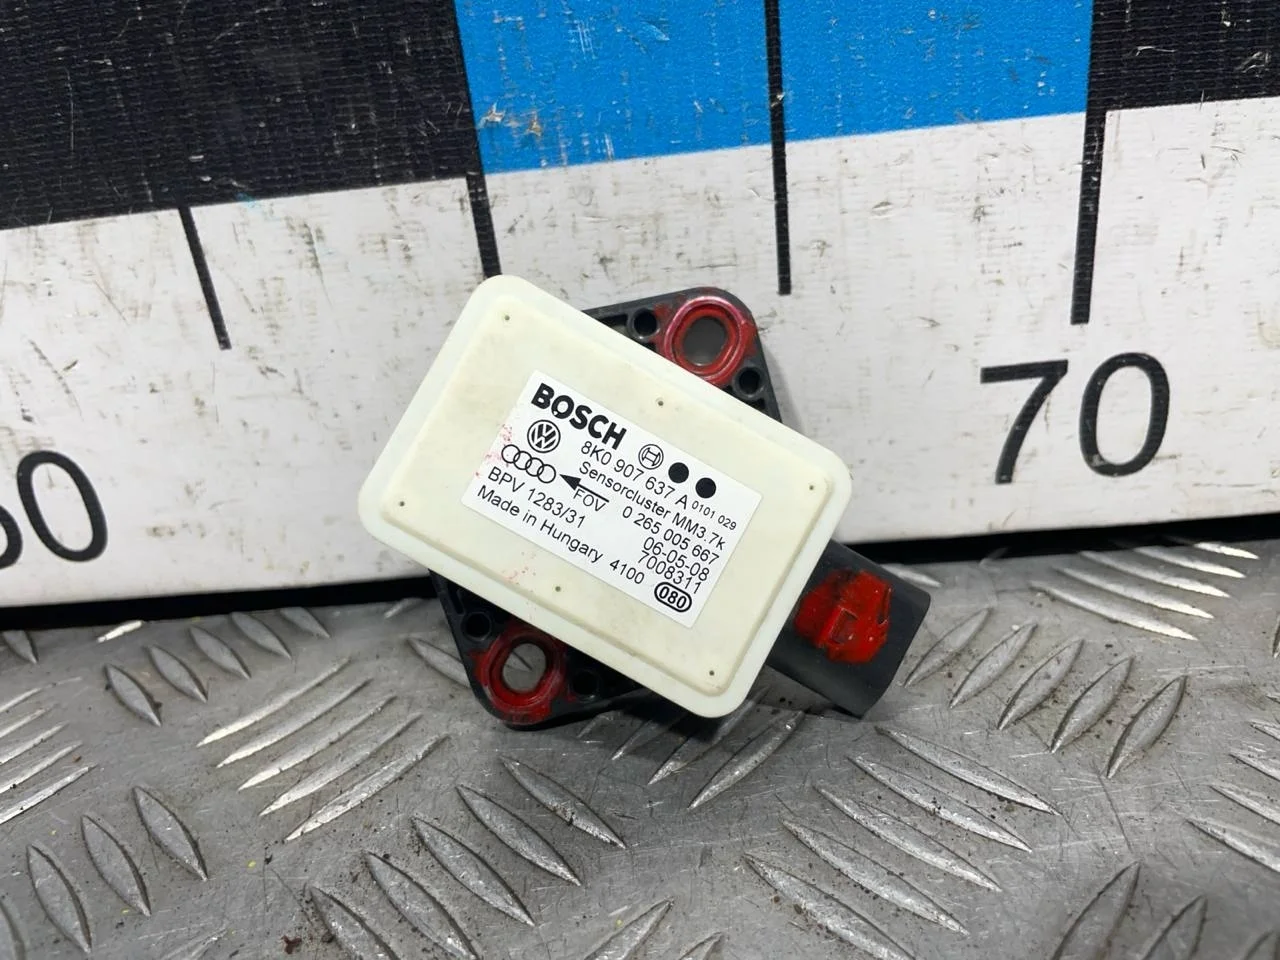 70
60
BOSCH
8K0 907 637 A 0101 029
Sensorcluster MM3.7k
FOV 0 265 005 667
BPV 1283/31 06-05-08
7008311
Made in Hungary 4100 080